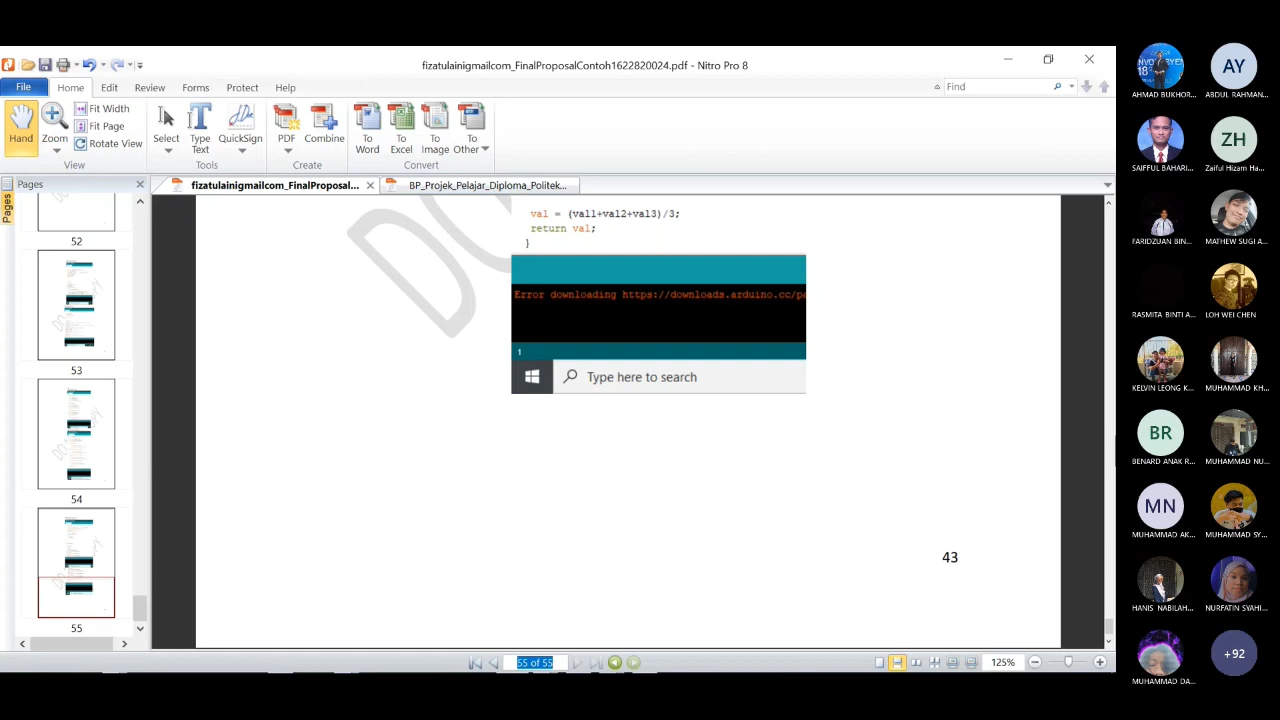 fizatulainigmailcom_FinalProposalContoh1622820024.pdf - Nitro Pro 8
File Home Edit Review Forms Protect Help
Find
Hand
Zoom
Fit Width
Fit Page
Rotate View
View
Select
Type Text
QuickSign
Tools
PDF
Combine
Create
To Word
To Excel
To Image
To Other
Convert
Pages
Pages
fizatulainigmailcom_FinalProposal...
BP_Projek_Pelajar_Diploma_Politek...
52
53
54
55
val = (val1+val2+val3)/3;
return val;
}
Error downloading https://downloads.arduino.cc/pa
1
Type here to search
43
55 of 55
125%
AHMAD BUKHOR...
AY
ABDUL RAHMAN...
SAIFFUL BAHARI...
ZH
Zaiful Hizam Ha...
FARIDZUAN BIN...
MATHEW SUGI A...
RASMITA BINTI A...
LOH WEI CHEN
KELVIN LEONG K...
MUHAMMAD KH...
BR
BENARD ANAK R...
MUHAMMAD NU...
MN
MUHAMMAD AK...
MUHAMMAD SY...
HANIS NABILAH...
NURFATIN SYAHI...
MUHAMMAD DA...
+92